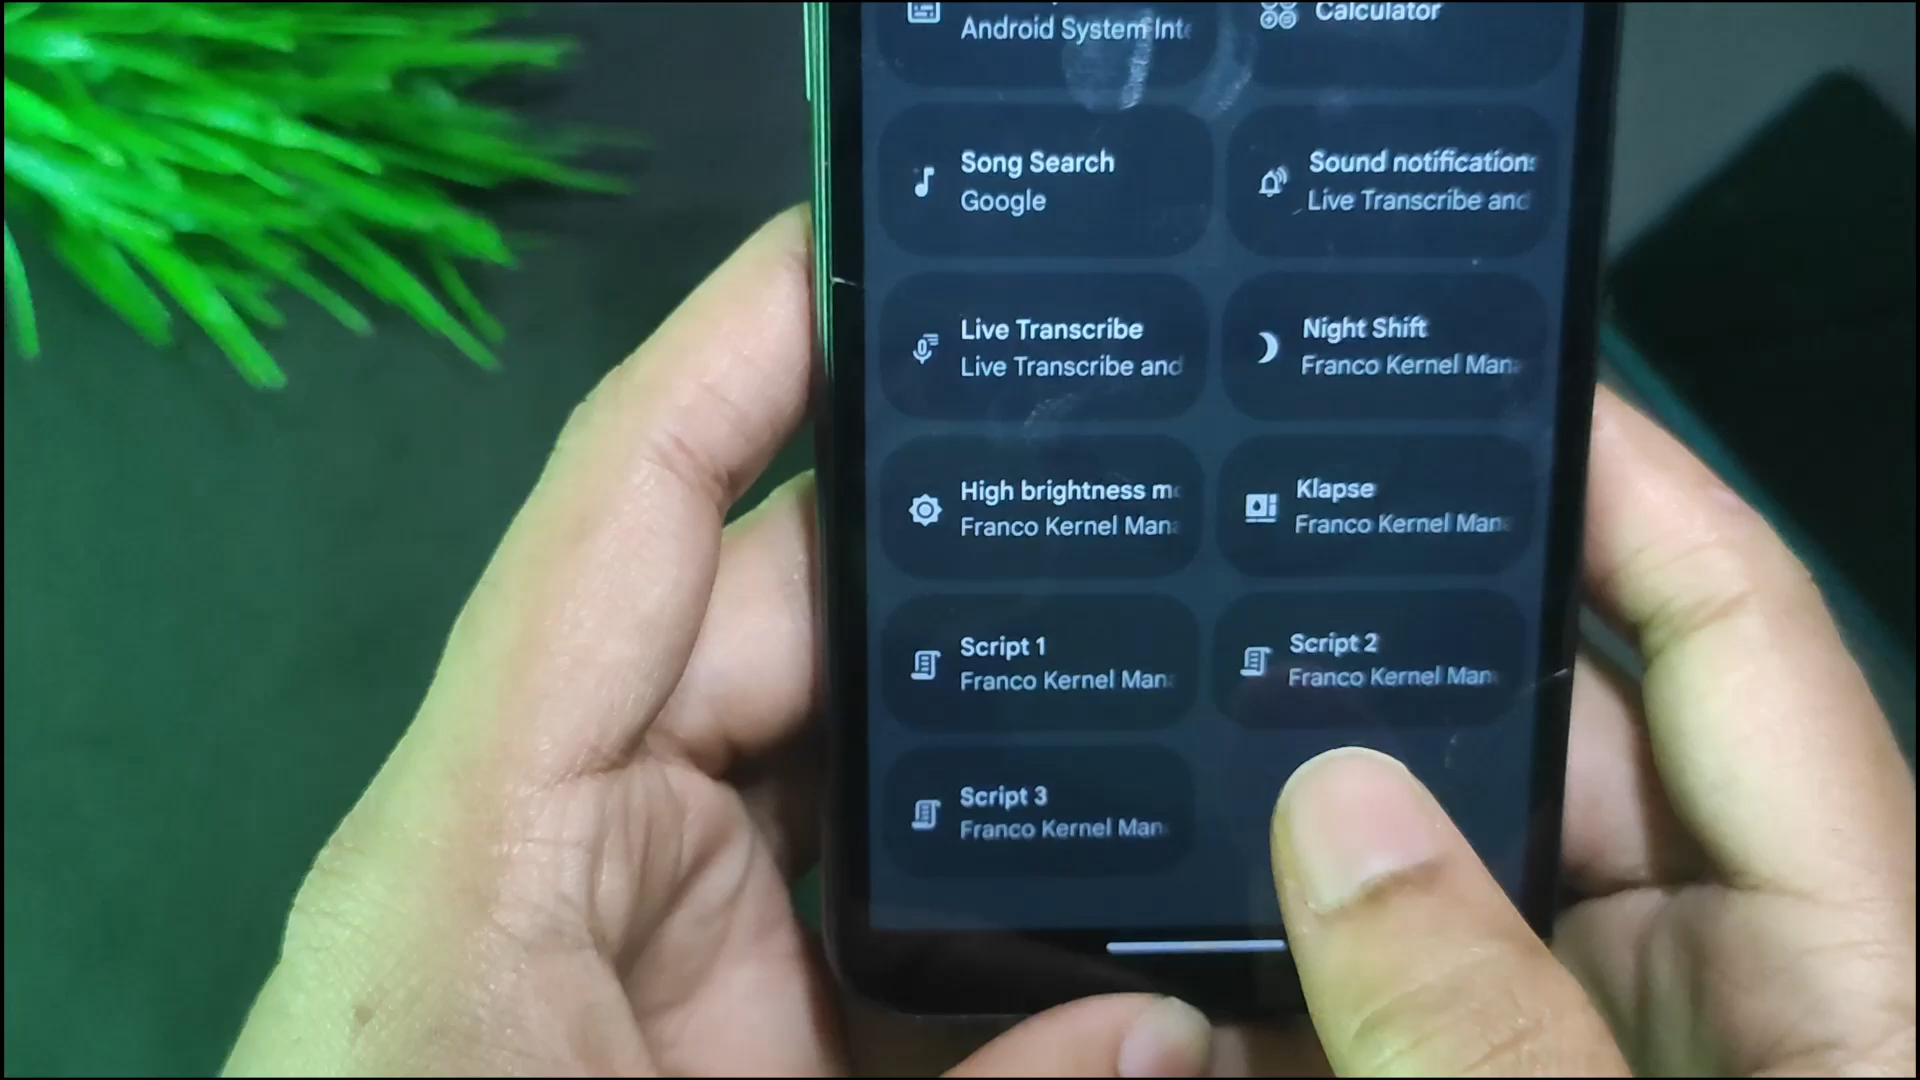 Android System Int
Calculator
Song Search
Google
Sound notifications
Live Transcribe and
Live Transcribe
Live Transcribe and
Night Shift
Franco Kernel Man
High brightness m
Franco Kernel Man
Klapse
Franco Kernel Man
Script 1
Franco Kernel Man
Script 2
Franco Kernel Man
Script 3
Franco Kernel Man